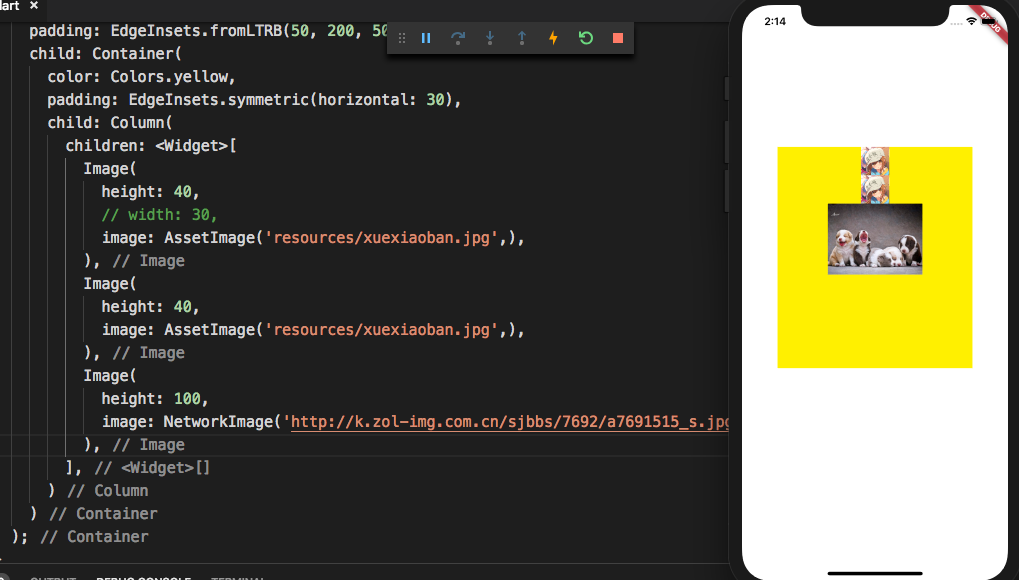 lart ×
padding: EdgeInsets.fromLTRB(50, 200, 50
child: Container(
color: Colors.yellow,
padding: EdgeInsets.symmetric(horizontal: 30),
child: Column(
children: <Widget>[
Image(
height: 40,
// width: 30,
image: AssetImage('resources/xuexiaoban.jpg',),
), // Image
Image(
height: 40,
image: AssetImage('resources/xuexiaoban.jpg',),
), // Image
Image(
height: 100,
image: NetworkImage('http://k.zol-img.com.cn/sjbbs/7692/a7691515_s.jpg
), // Image
], // <Widget>[]
) // Column
) // Container
); // Container
OUTPUT DEBUG CONSOLE TERMINAL
2:14
DEBUG